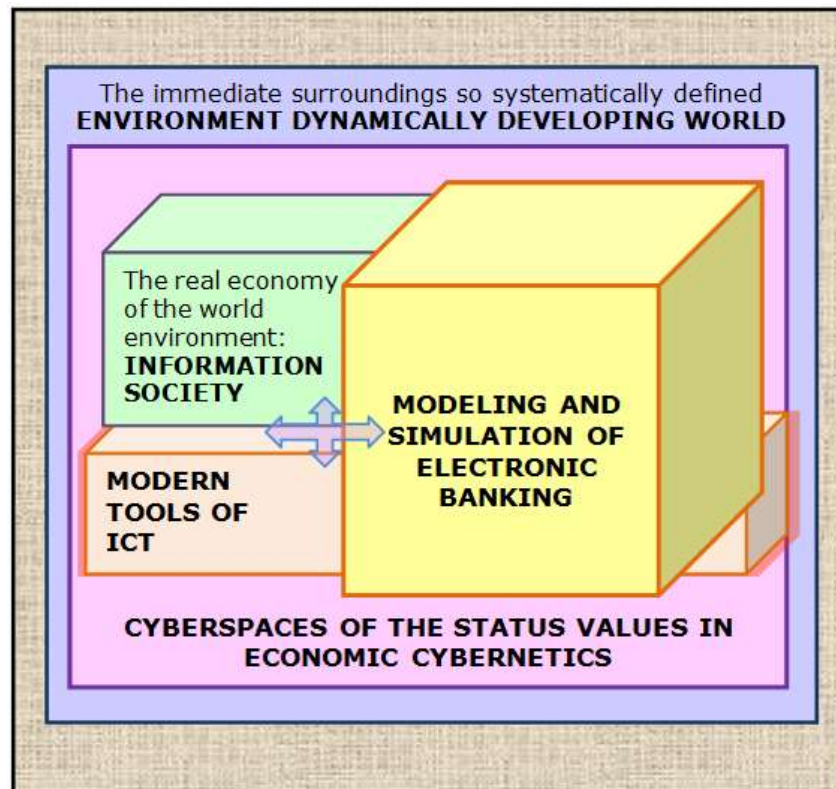 The immediate surroundings so systematically defined
ENVIRONMENT DYNAMICALLY DEVELOPING WORLD
The real economy
of the world
environment:
INFORMATION
SOCIETY
MODELING AND
SIMULATION OF
ELECTRONIC
BANKING
MODERN
TOOLS OF
ICT
CYBERSPACES OF THE STATUS VALUES IN
ECONOMIC CYBERNETICS